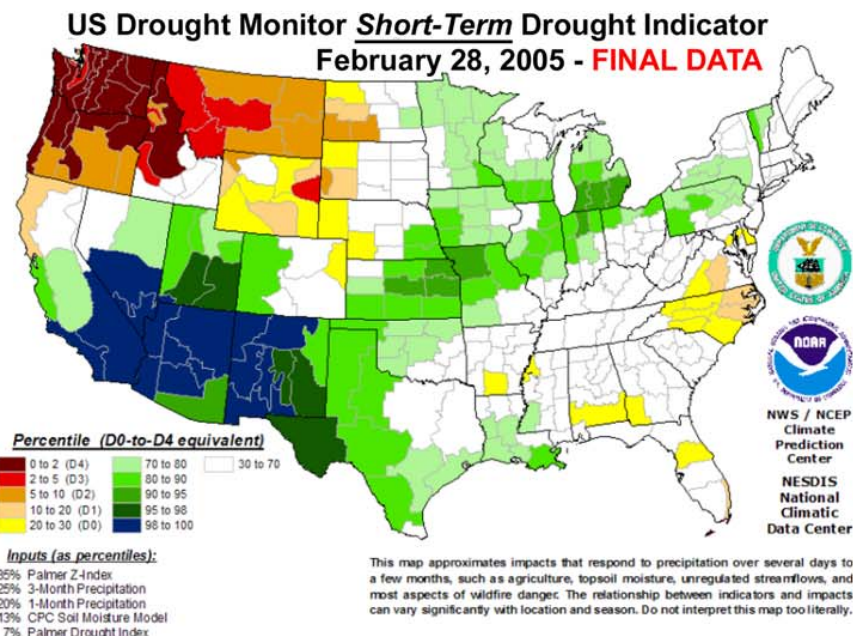 US Drought Monitor Short-Term Drought Indicator
February 28, 2005 - FINAL DATA
Percentile (D0-to-D4 equivalent)
0 to 2 (D4)
2 to 5 (D3)
5 to 10 (D2)
10 to 20 (D1)
20 to 30 (D0)
70 to 80
80 to 90
90 to 95
95 to 98
98 to 100
30 to 70
Inputs (as percentiles):
35% Palmer Z-Index
25% 3-Month Precipitation
20% 1-Month Precipitation
13% CPC Soil Moisture Model
7% Palmer Drought Index
NOAA
NWS / NCEP
Climate
Prediction
Center
NESDIS
National
Climatic
Data Center
This map approximates impacts that respond to precipitation over several days to
a few months, such as agriculture, topsoil moisture, unregulated streamflows, and
most aspects of wildfire danger. The relationship between indicators and impacts
can vary significantly with location and season. Do not interpret this map too literally.